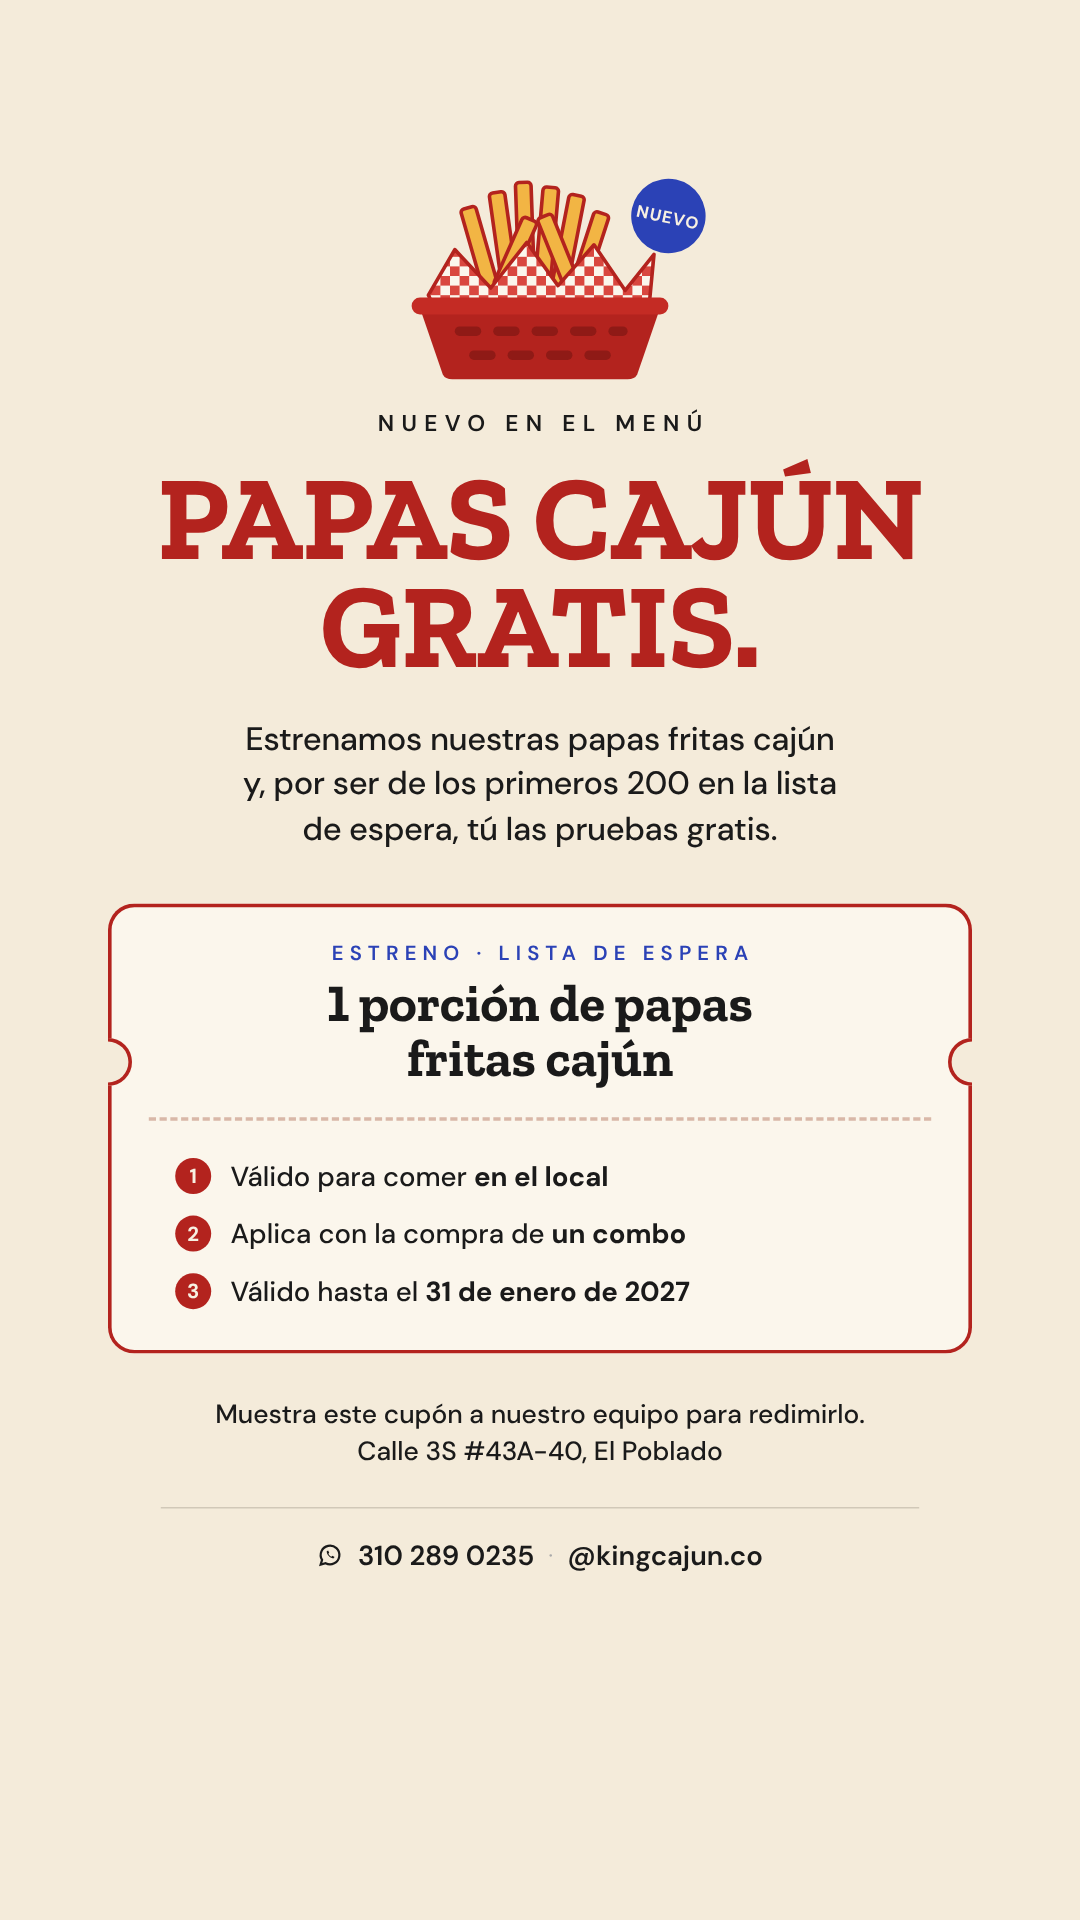 NUEVO
NUEVO EN EL MENÚ
PAPAS CAJÚN
GRATIS.
Estrenamos nuestras papas fritas cajún
y, por ser de los primeros 200 en la lista
de espera, tú las pruebas gratis.
ESTRENO · LISTA DE ESPERA
1 porción de papas
fritas cajún
1 Válido para comer en el local
2 Aplica con la compra de un combo
3 Válido hasta el 31 de enero de 2027
Muestra este cupón a nuestro equipo para redimirlo.
Calle 3S #43A-40, El Poblado
310 289 0235 · @kingcajun.co